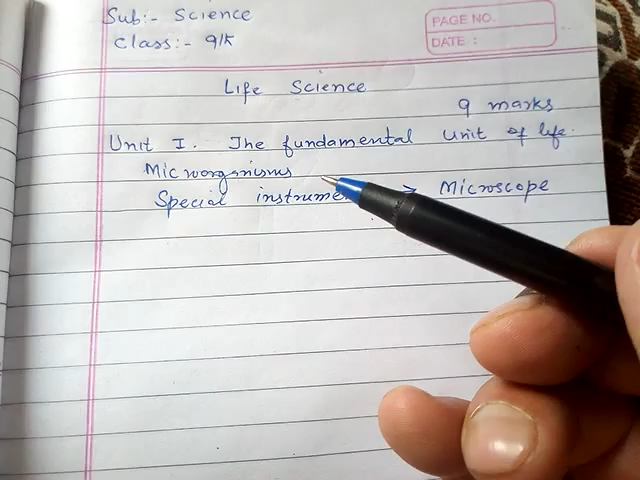 Sub:- Science
Class:- 9th
PAGE NO.
DATE :
Life Science
9 marks
Unit I. The fundamental Unit of life.
Microorganisms
Special → Microscope